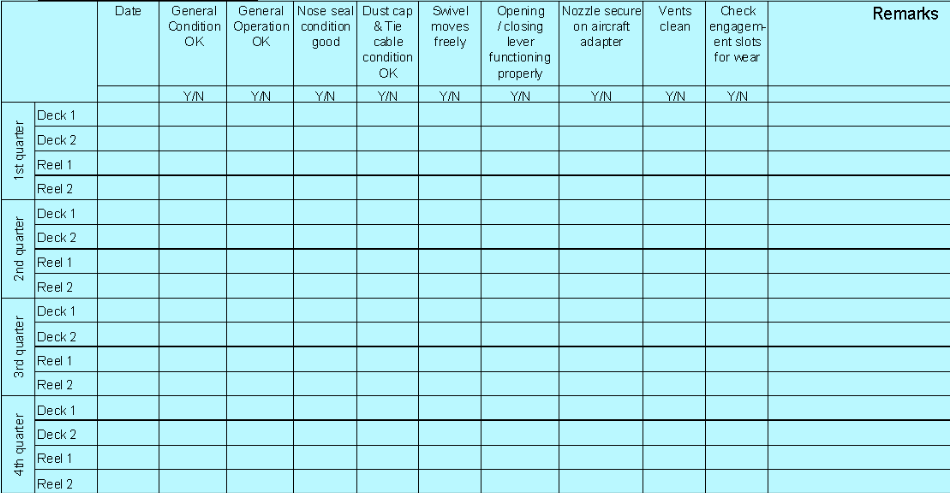 Date
General
Condition
OK
General
Operation
OK
Nose seal
condition
good
Dust cap
& Tie
cable
condition
OK
Swivel
moves
freely
Opening
/ closing
lever
functioning
properly
Nozzle secure
on aircraft
adapter
Vents
clean
Check
engagem-
ent slots
for wear
Remarks
Y/N Y/N Y/N Y/N Y/N Y/N Y/N Y/N Y/N
1st quarter
Deck 1
Deck 2
Reel 1
Reel 2
2nd quarter
Deck 1
Deck 2
Reel 1
Reel 2
3rd quarter
Deck 1
Deck 2
Reel 1
Reel 2
4th quarter
Deck 1
Deck 2
Reel 1
Reel 2